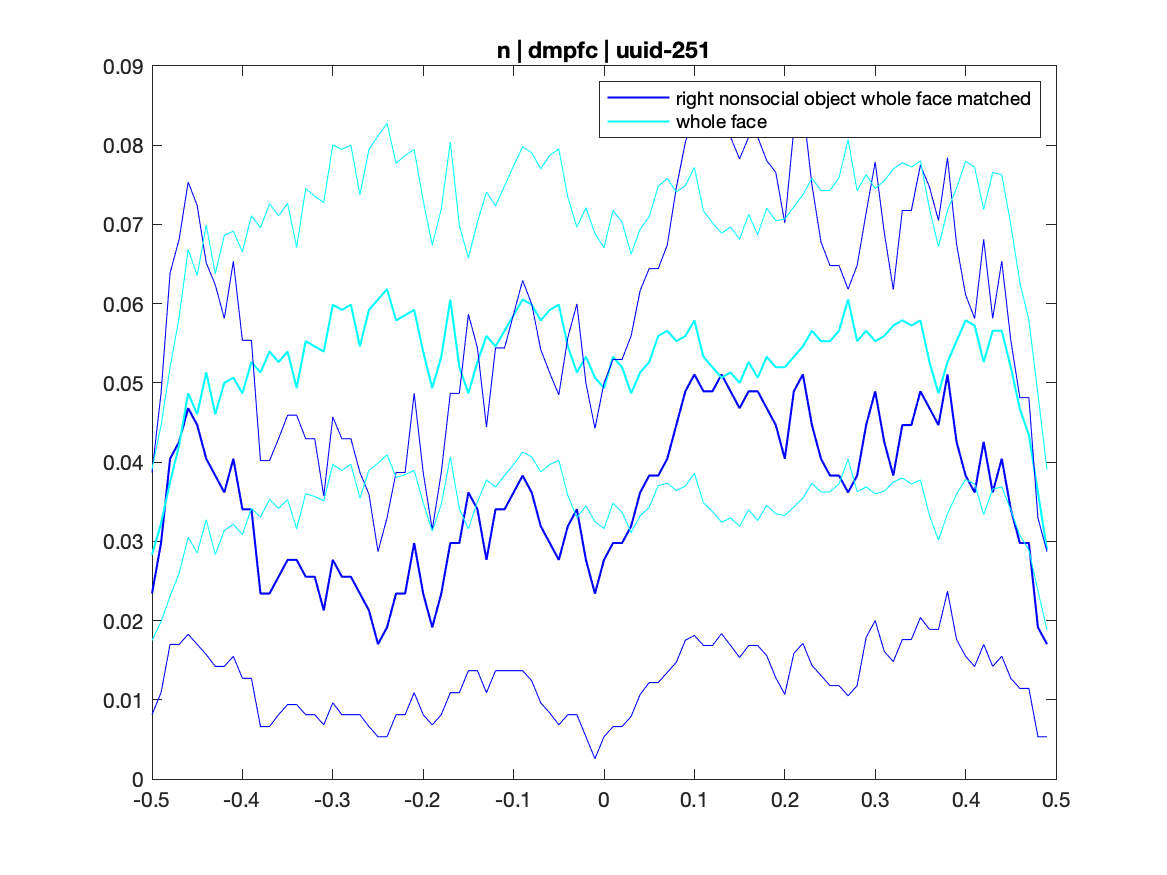 n | dmpfc | uuid-251
right nonsocial object whole face matched
whole face
0.09
0.08
0.07
0.06
0.05
0.04
0.03
0.02
0.01
0
-0.5 -0.4 -0.3 -0.2 -0.1 0 0.1 0.2 0.3 0.4 0.5